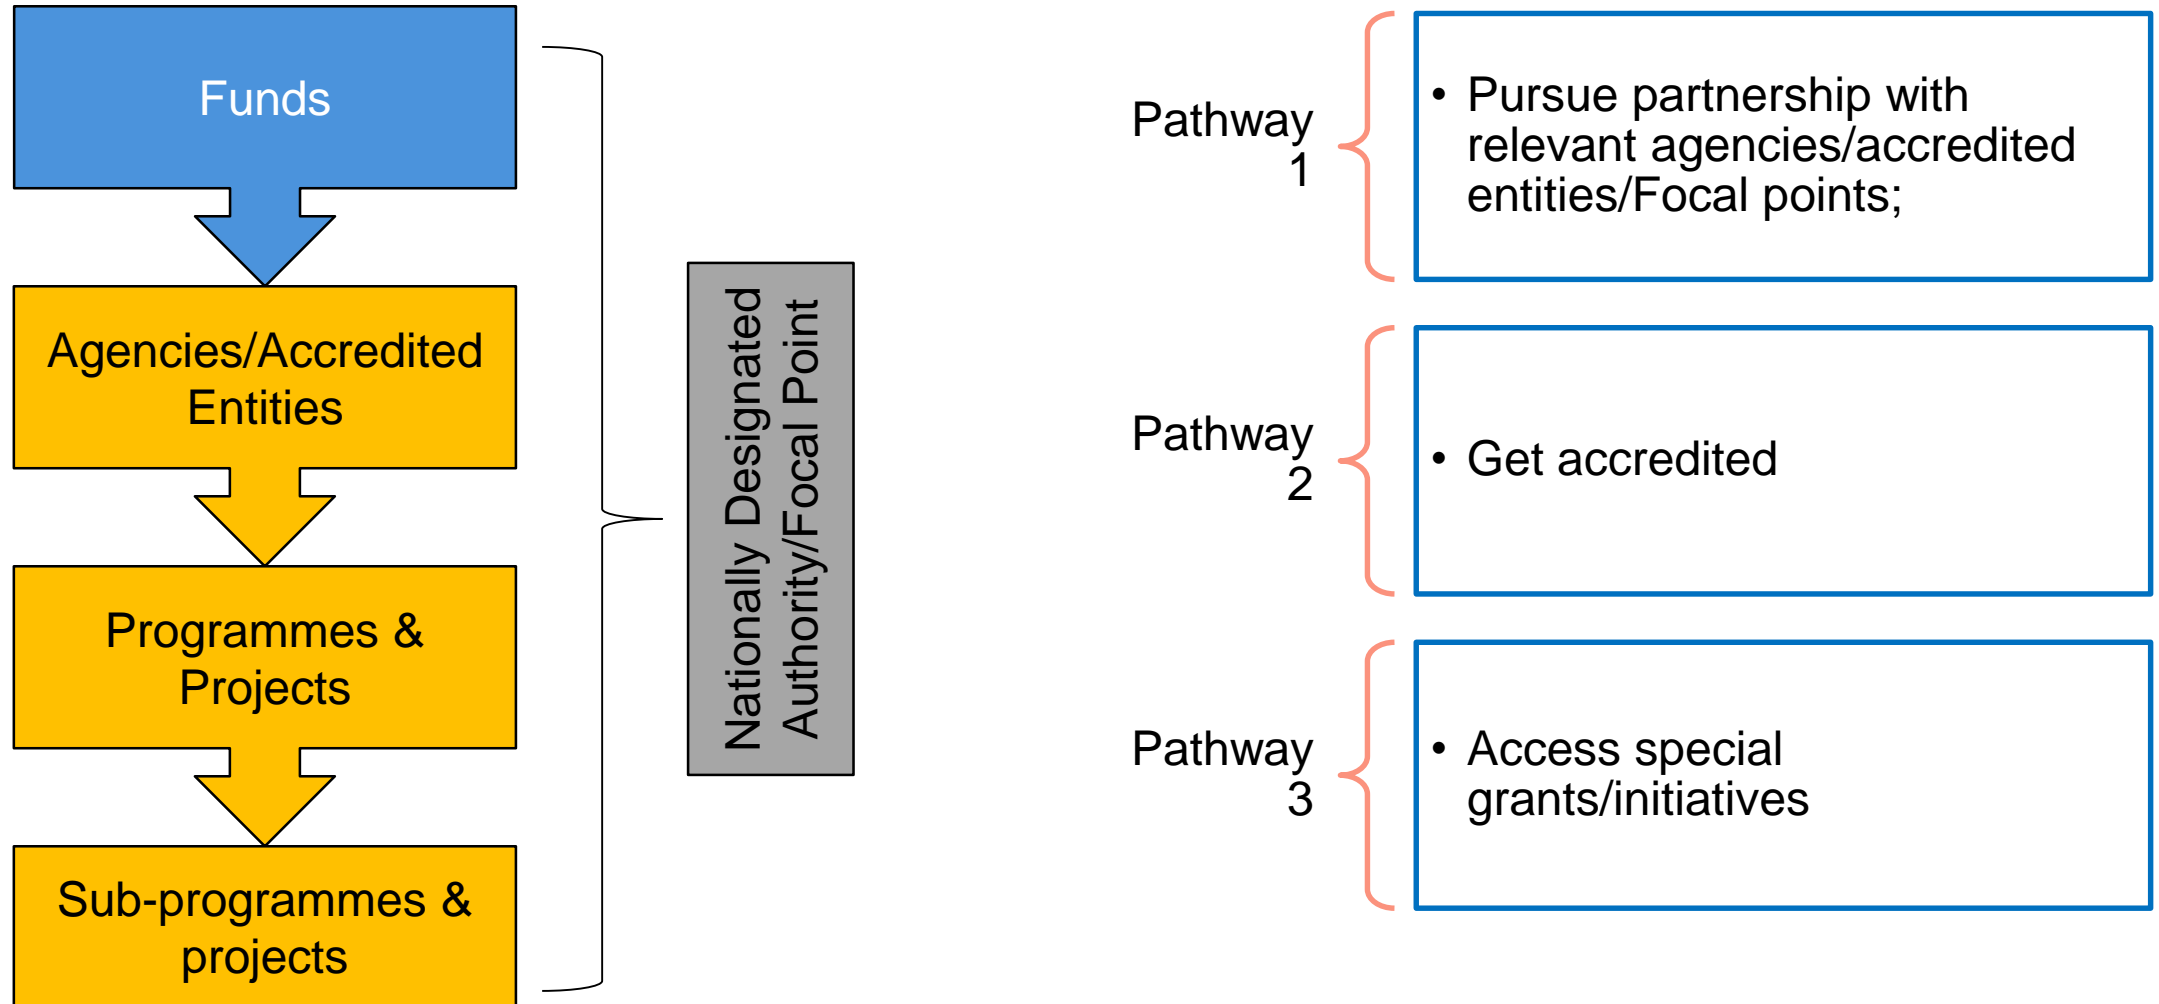 Funds
Agencies/Accredited
Entities
Programmes &
Projects
Sub-programmes &
projects
Nationally Designated
Authority/Focal Point
Pathway
1
• Pursue partnership with
relevant agencies/accredited
entities/Focal points;
Pathway
2
• Get accredited
Pathway
3
• Access special
grants/initiatives